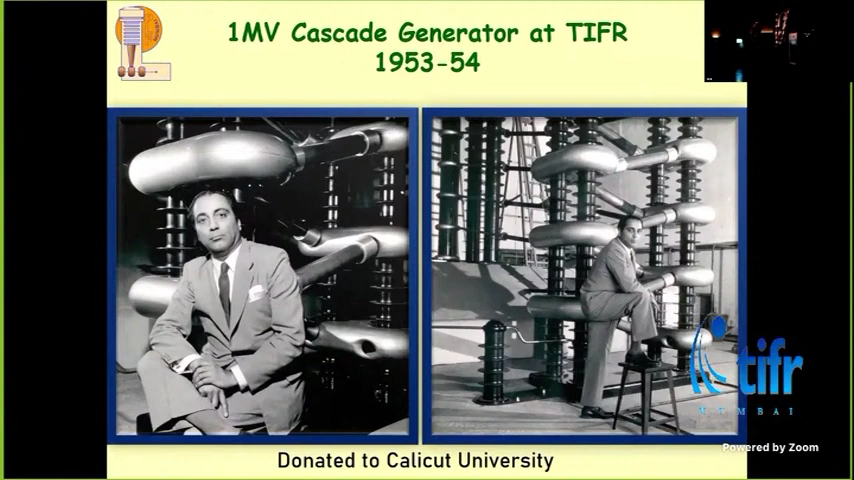 1MV Cascade Generator at TIFR
1953-54
tifr
MUMBAI
Powered by Zoom
Donated to Calicut University